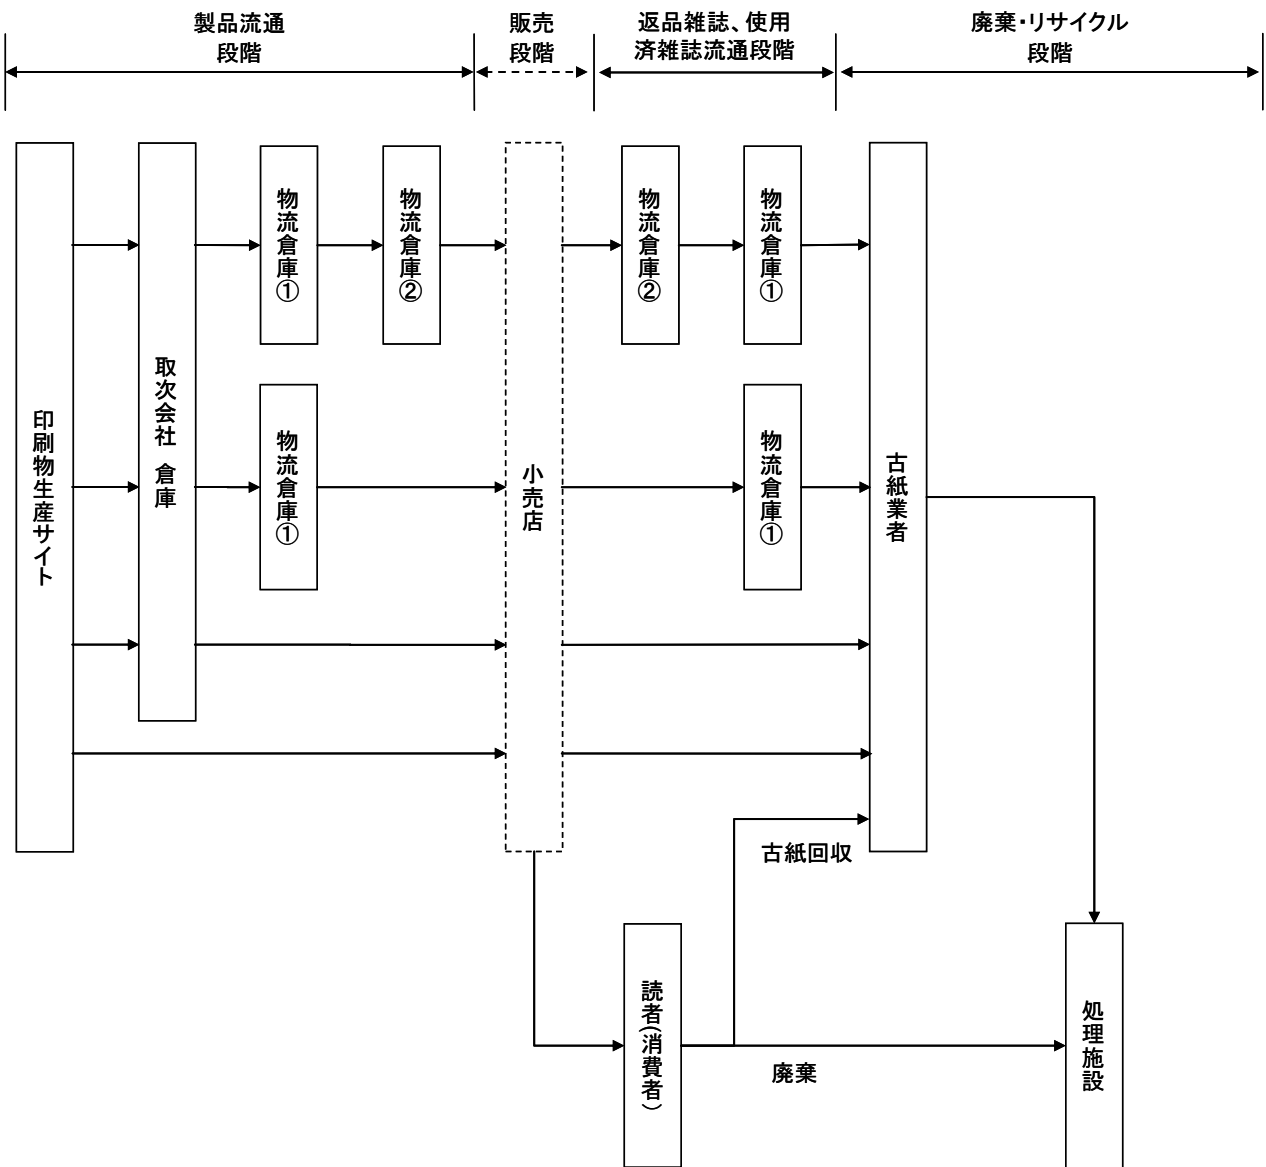 製品流通
段階
販売
段階
返品雑誌、使用
済雑誌流通段階
廃棄・リサイクル
段階
印刷物生産サイト
取次会社 倉庫
物流倉庫①
物流倉庫②
物流倉庫①
小売店
物流倉庫②
物流倉庫①
物流倉庫①
古紙業者
古紙回収
読者(消費者)
廃棄
処理施設